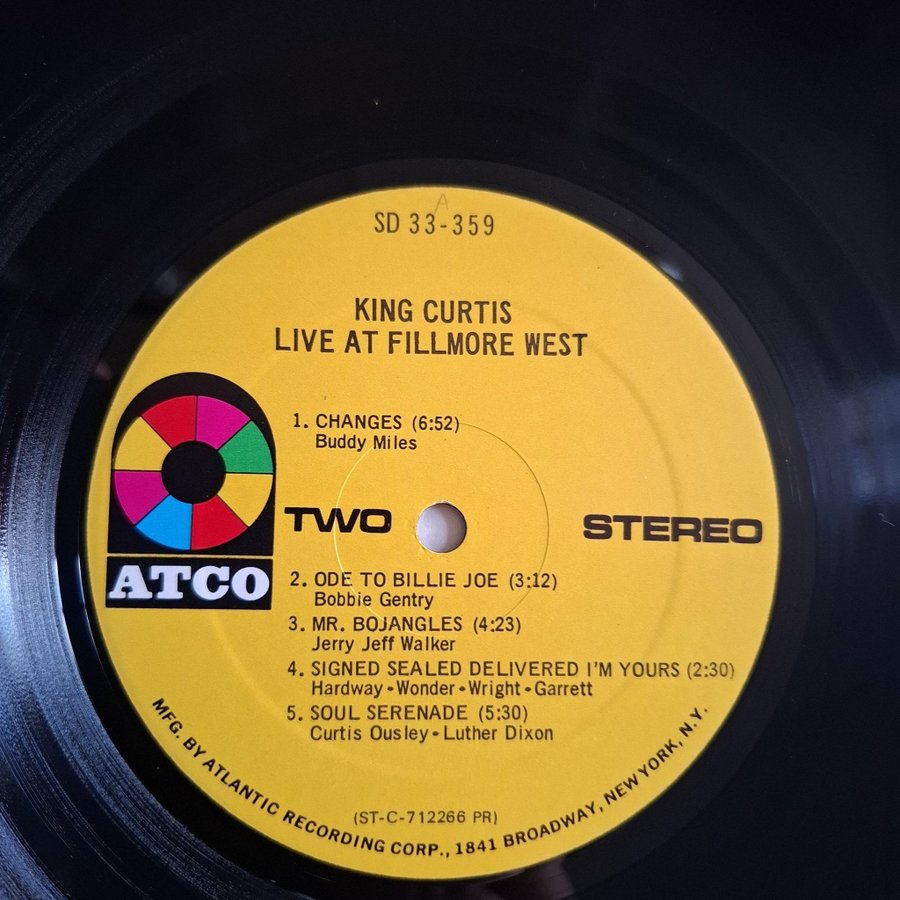 A
SD 33-359
KING CURTIS
LIVE AT FILLMORE WEST
1. CHANGES (6:52)
Buddy Miles
TWO
STEREO
ATCO
2. ODE TO BILLIE JOE (3:12)
Bobbie Gentry
3. MR. BOJANGLES (4:23)
Jerry Jeff Walker
4. SIGNED SEALED DELIVERED I'M YOURS (2:30)
Hardway•Wonder•Wright•Garrett
5. SOUL SERENADE (5:30)
Curtis Ousley•Luther Dixon
(ST-C-712266 PR)
MFG. BY ATLANTIC RECORDING CORP., 1841 BROADWAY, NEW YORK, N.Y.